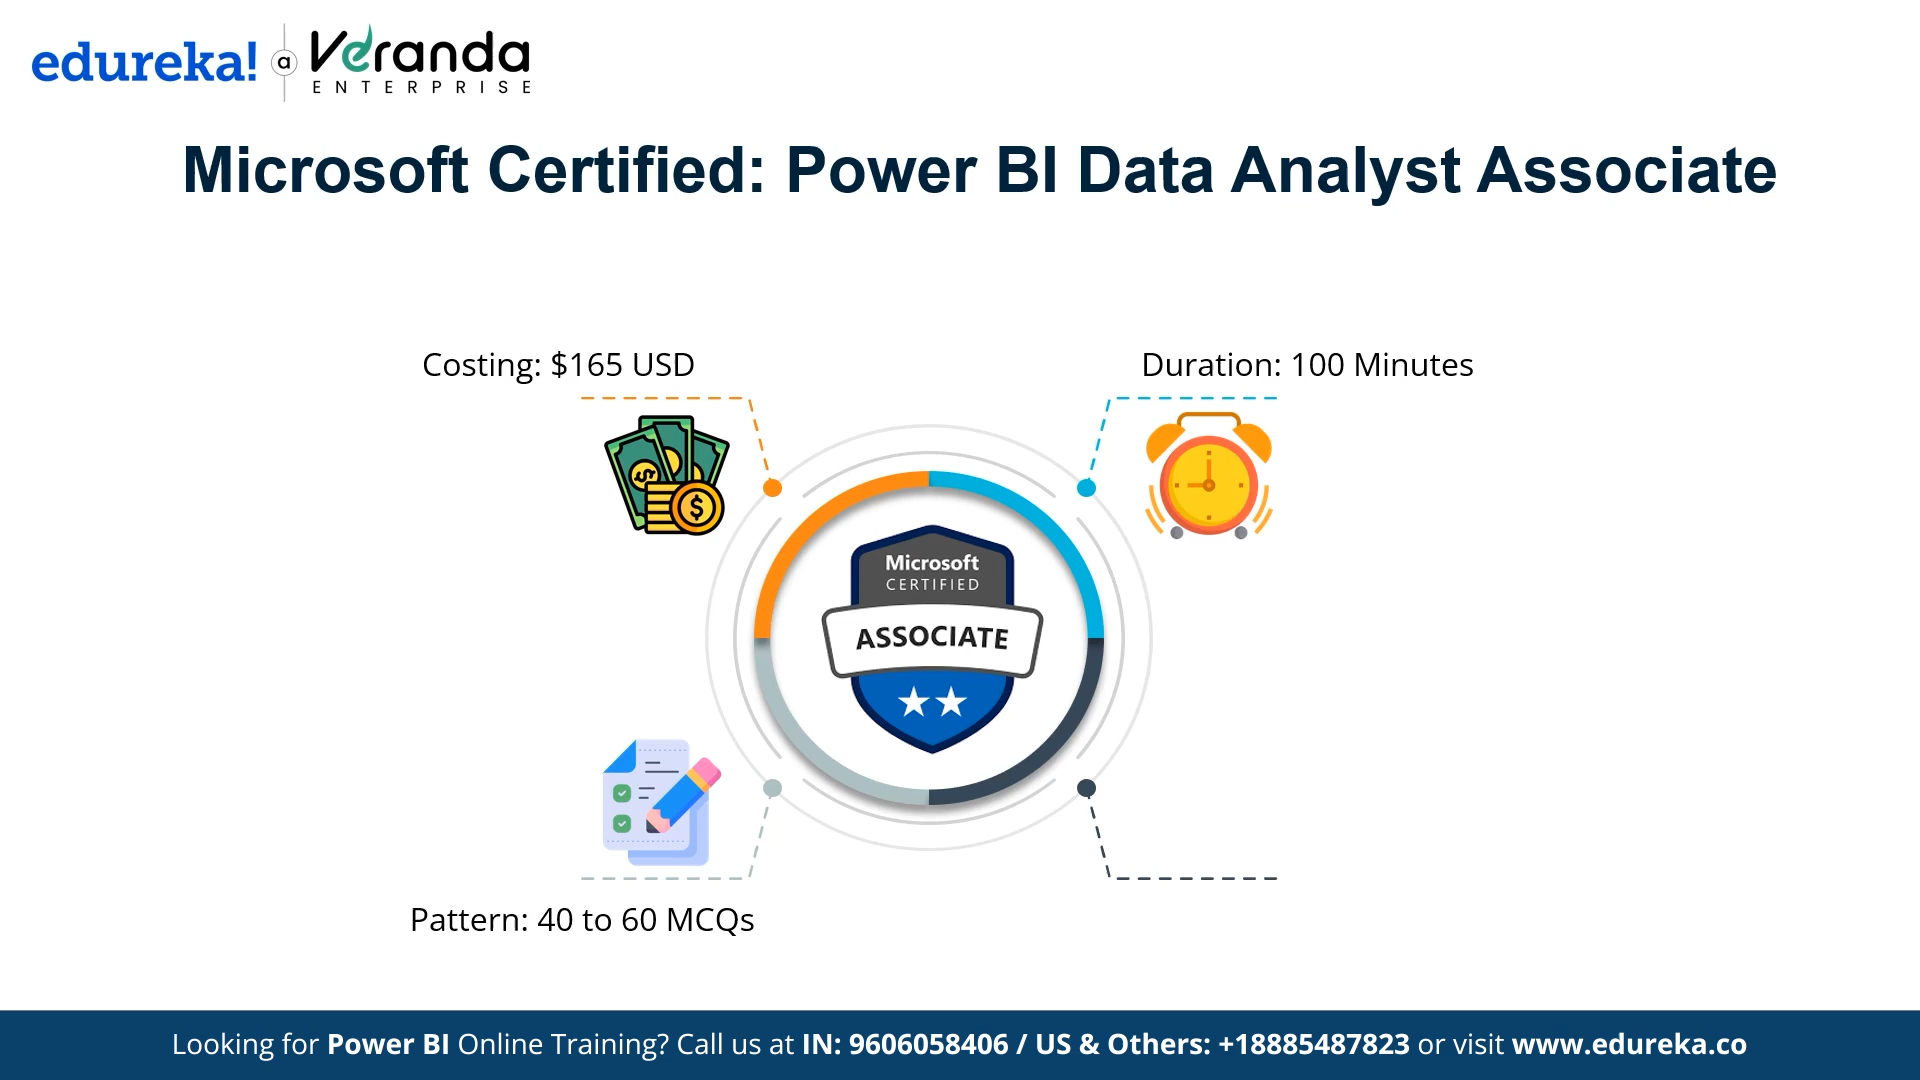 edureka! a Veranda
ENTERPRISE
Microsoft Certified: Power BI Data Analyst Associate
Costing: $165 USD
Duration: 100 Minutes
Microsoft
CERTIFIED
ASSOCIATE
Pattern: 40 to 60 MCQs
Looking for Power BI Online Training? Call us at IN: 9606058406 / US & Others: +18885487823 or visit www.edureka.co